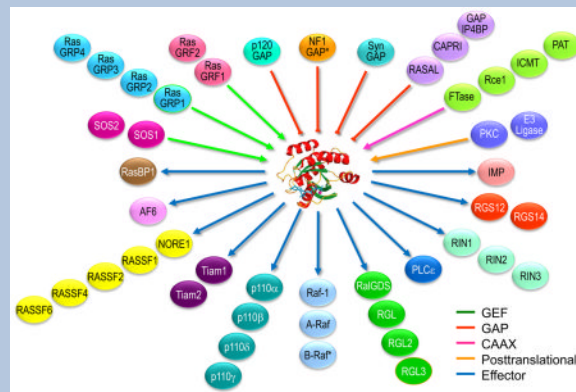 Ras
GRP4
Ras
GRP3
Ras
GRP2
Ras
GRP1
Ras
GRF2
Ras
GRF1
p120
GAP
NF1
GAP*
Syn
GAP
GAP
IP4BP
CAPRI
RASAL
PAT
ICMT
Rce1
FTase
SOS2
SOS1
PKC
E3
Ligase
RasBP1
IMP
AF6
RGS12
RGS14
NORE1
RASSF1
RASSF2
RASSF4
RASSF6
Tiam1
Tiam2
p110α
p110β
p110δ
p110γ
Raf-1
A-Raf
B-Raf*
RalGDS
RGL
RGL2
RGL3
PLCε
RIN1
RIN2
RIN3
GEF
GAP
CAAX
Posttranslational
Effector